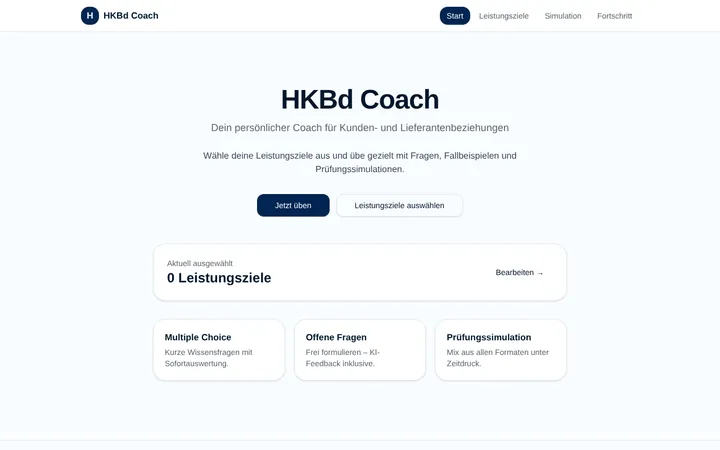 H HKBd Coach
Start Leistungsziele Simulation Fortschritt
HKBd Coach
Dein persönlicher Coach für Kunden- und Lieferantenbeziehungen
Wähle deine Leistungsziele aus und übe gezielt mit Fragen, Fallbeispielen und
Prüfungssimulationen.
Jetzt üben
Leistungsziele auswählen
Aktuell ausgewählt
0 Leistungsziele
Bearbeiten →
Multiple Choice
Kurze Wissensfragen mit
Sofortauswertung.
Offene Fragen
Frei formulieren – KI-
Feedback inklusive.
Prüfungssimulation
Mix aus allen Formaten unter
Zeitdruck.